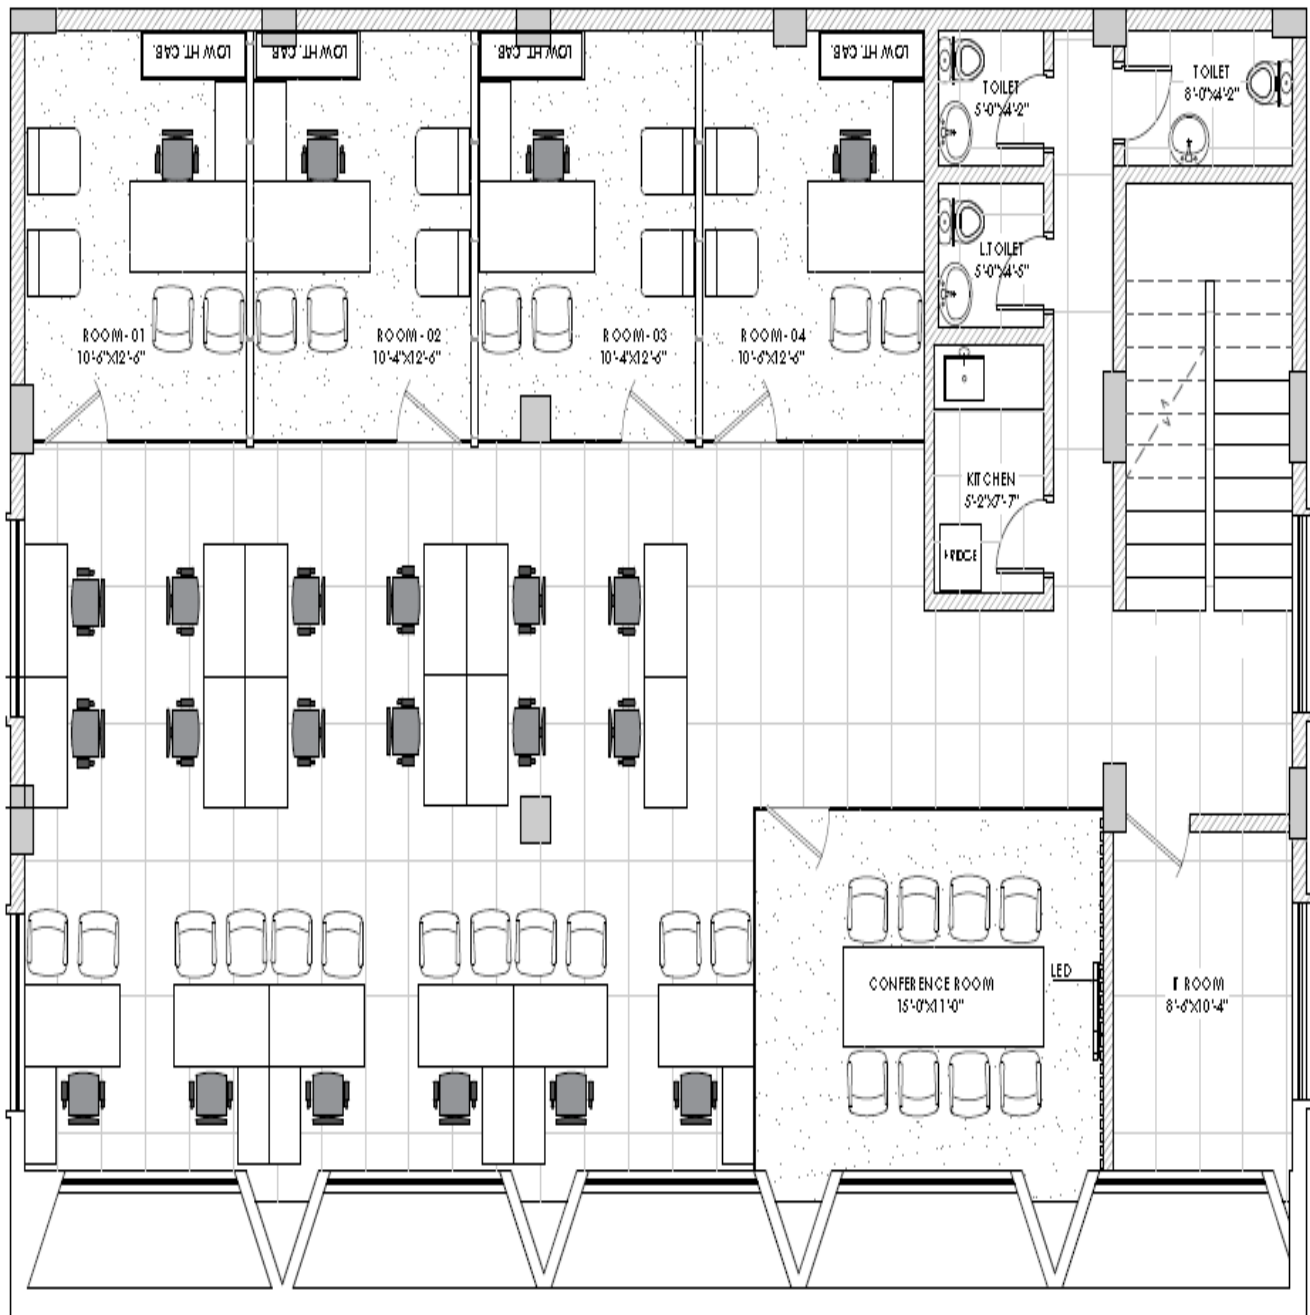 LOW HT. CAB.
LOW HT. CAB.
LOW HT. CAB.
LOW HT. CAB.
TOILET
5'-0"X4'-2"
TOILET
8'-0"X4'-2"
L.TOILET
5'-0"X4'-5"
ROOM-01
10'-6"X12'-6"
ROOM-02
10'-4"X12'-6"
ROOM-03
10'-4"X12'-6"
ROOM-04
10'-6"X12'-6"
KITCHEN
5'-2"X7'-7"
FRIDGE
CONFERENCE ROOM
15'-0"X11'-0"
LED
IT ROOM
8'-6"X10'-4"